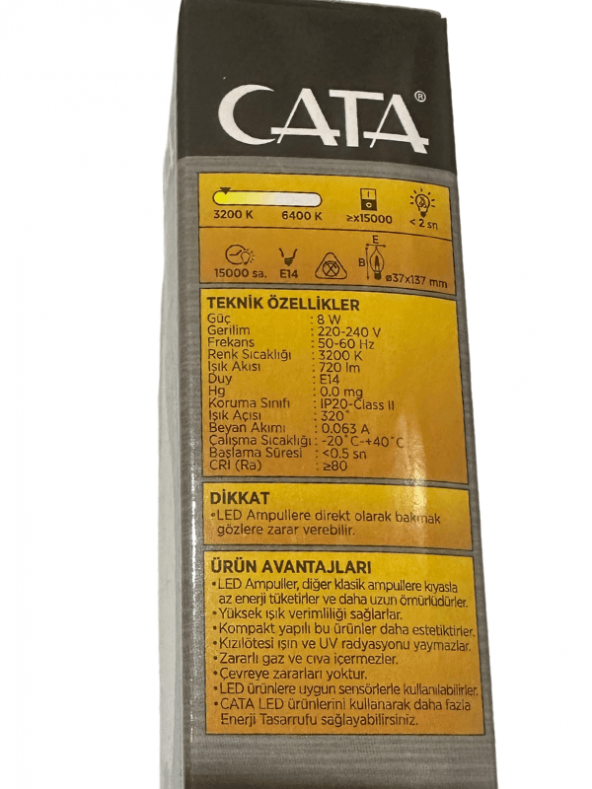 CATA®
3200 K 6400 K ≥x15000 < 2 sn
15000 sa. E14 E B ø37x137 mm
TEKNİK ÖZELLİKLER
Güç : 8 W
Gerilim : 220-240 V
Frekans : 50-60 Hz
Renk Sıcaklığı : 3200 K
Işık Akısı : 720 lm
Duy : E14
Hg : 0.0 mg
Koruma Sınıfı : IP20-Class II
Işık Açısı : 320°
Beyan Akımı : 0.063 A
Çalışma Sıcaklığı : -20°C-+40°C
Başlama Süresi : <0.5 sn
CRI (Ra) : ≥80
DİKKAT
•LED Ampullere direkt olarak bakmak
gözlere zarar verebilir.
ÜRÜN AVANTAJLARI
•LED Ampuller, diğer klasik ampullere kıyasla
az enerji tüketirler ve daha uzun ömürlüdürler.
•Yüksek ışık verimliliği sağlarlar.
•Kompakt yapılı bu ürünler daha estetiktirler.
•Kızılötesi ışın ve UV radyasyonu yaymazlar.
•Zararlı gaz ve cıva içermezler.
•Çevreye zararları yoktur.
•LED ürünlere uygun sensörlerle kullanılabilirler.
•CATA LED ürünlerini kullanarak daha fazla
Enerji Tasarrufu sağlayabilirsiniz.